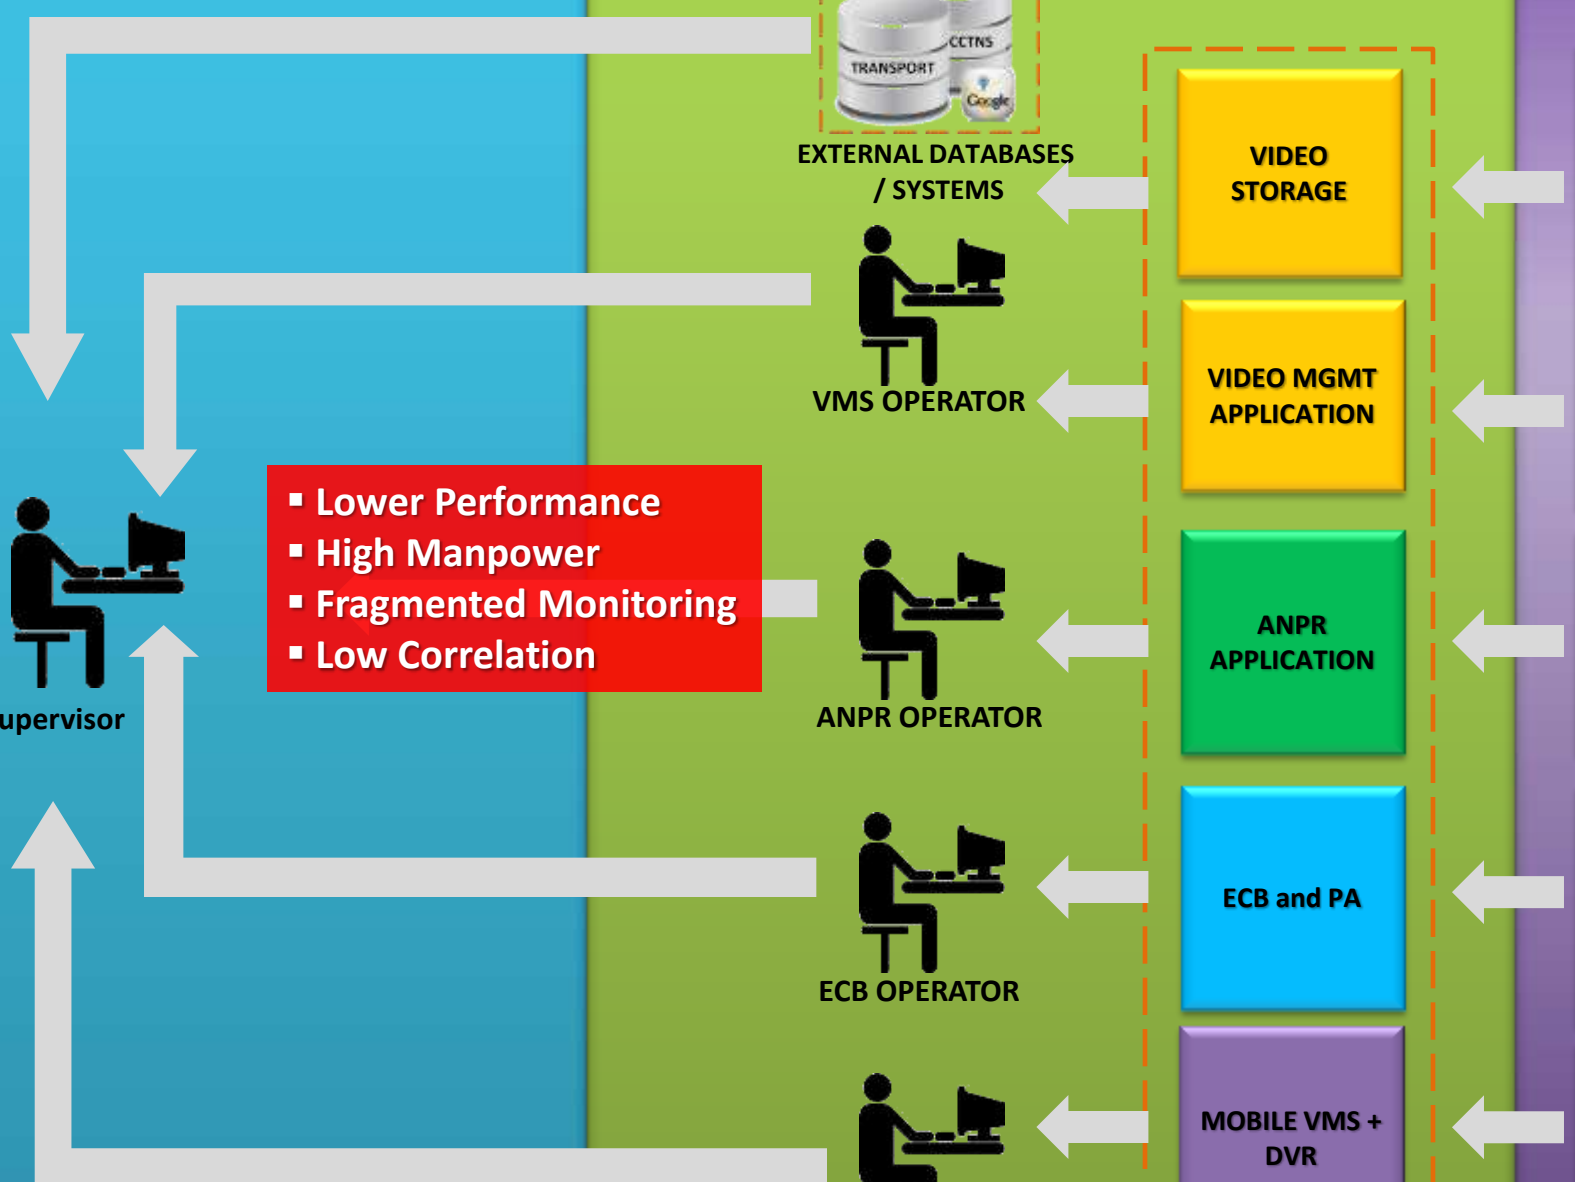 CCTNS
TRANSPORT
Google
EXTERNAL DATABASES
/ SYSTEMS
VIDEO
STORAGE
VMS OPERATOR
VIDEO MGMT
APPLICATION
▪ Lower Performance
▪ High Manpower
▪ Fragmented Monitoring
▪ Low Correlation
upervisor
ANPR OPERATOR
ANPR
APPLICATION
ECB OPERATOR
ECB and PA
MOBILE VMS +
DVR